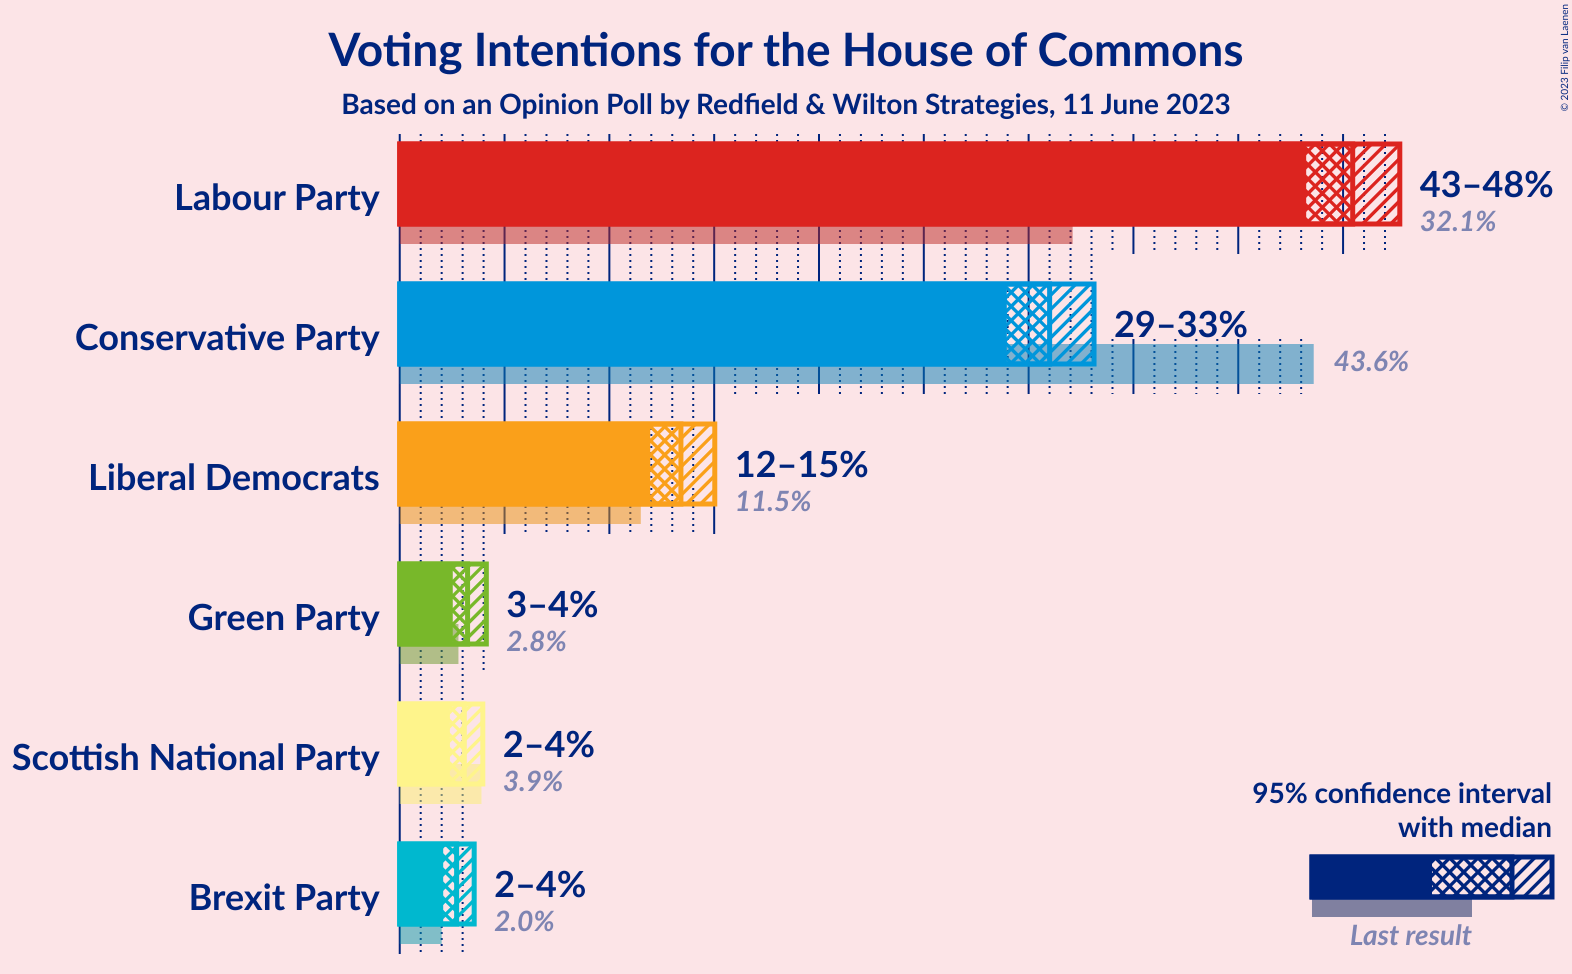 Voting Intentions for the House of Commons
Based on an Opinion Poll by Redfield & Wilton Strategies, 11 June 2023
© 2023 Filip van Laenen
Labour Party
43–48%
32.1%
Conservative Party
29–33%
43.6%
Liberal Democrats
12–15%
11.5%
Green Party
3–4%
2.8%
Scottish National Party
2–4%
3.9%
Brexit Party
2–4%
2.0%
95% confidence interval
with median
Last result